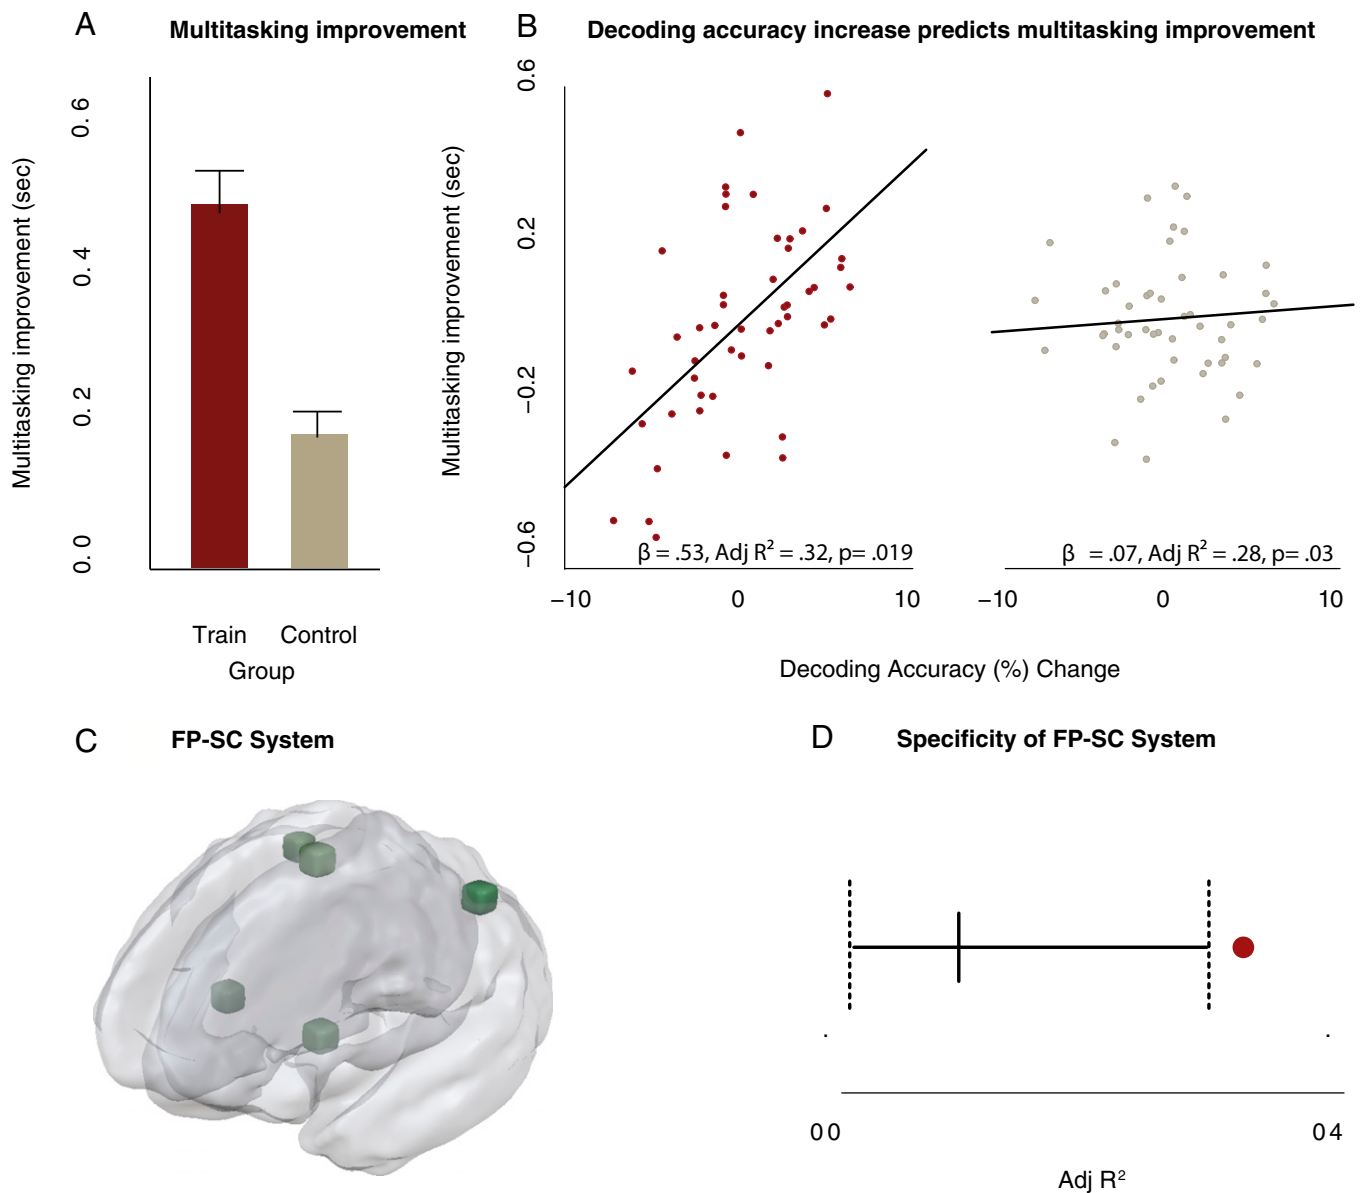 A
Multitasking improvement
Multitasking improvement (sec)
0. 6
0. 4
0. 2
0. 0
Train Control
Group
B
Decoding accuracy increase predicts multitasking improvement
Multitasking improvement (sec)
0.6
0.2
−0.2
−0.6
β = .53, Adj R² = .32, p= .019
β = .07, Adj R² = .28, p= .03
−10 0 10
−10 0 10
Decoding Accuracy (%) Change
C
FP-SC System
D
Specificity of FP-SC System
. .
0 0 0 4
Adj R²